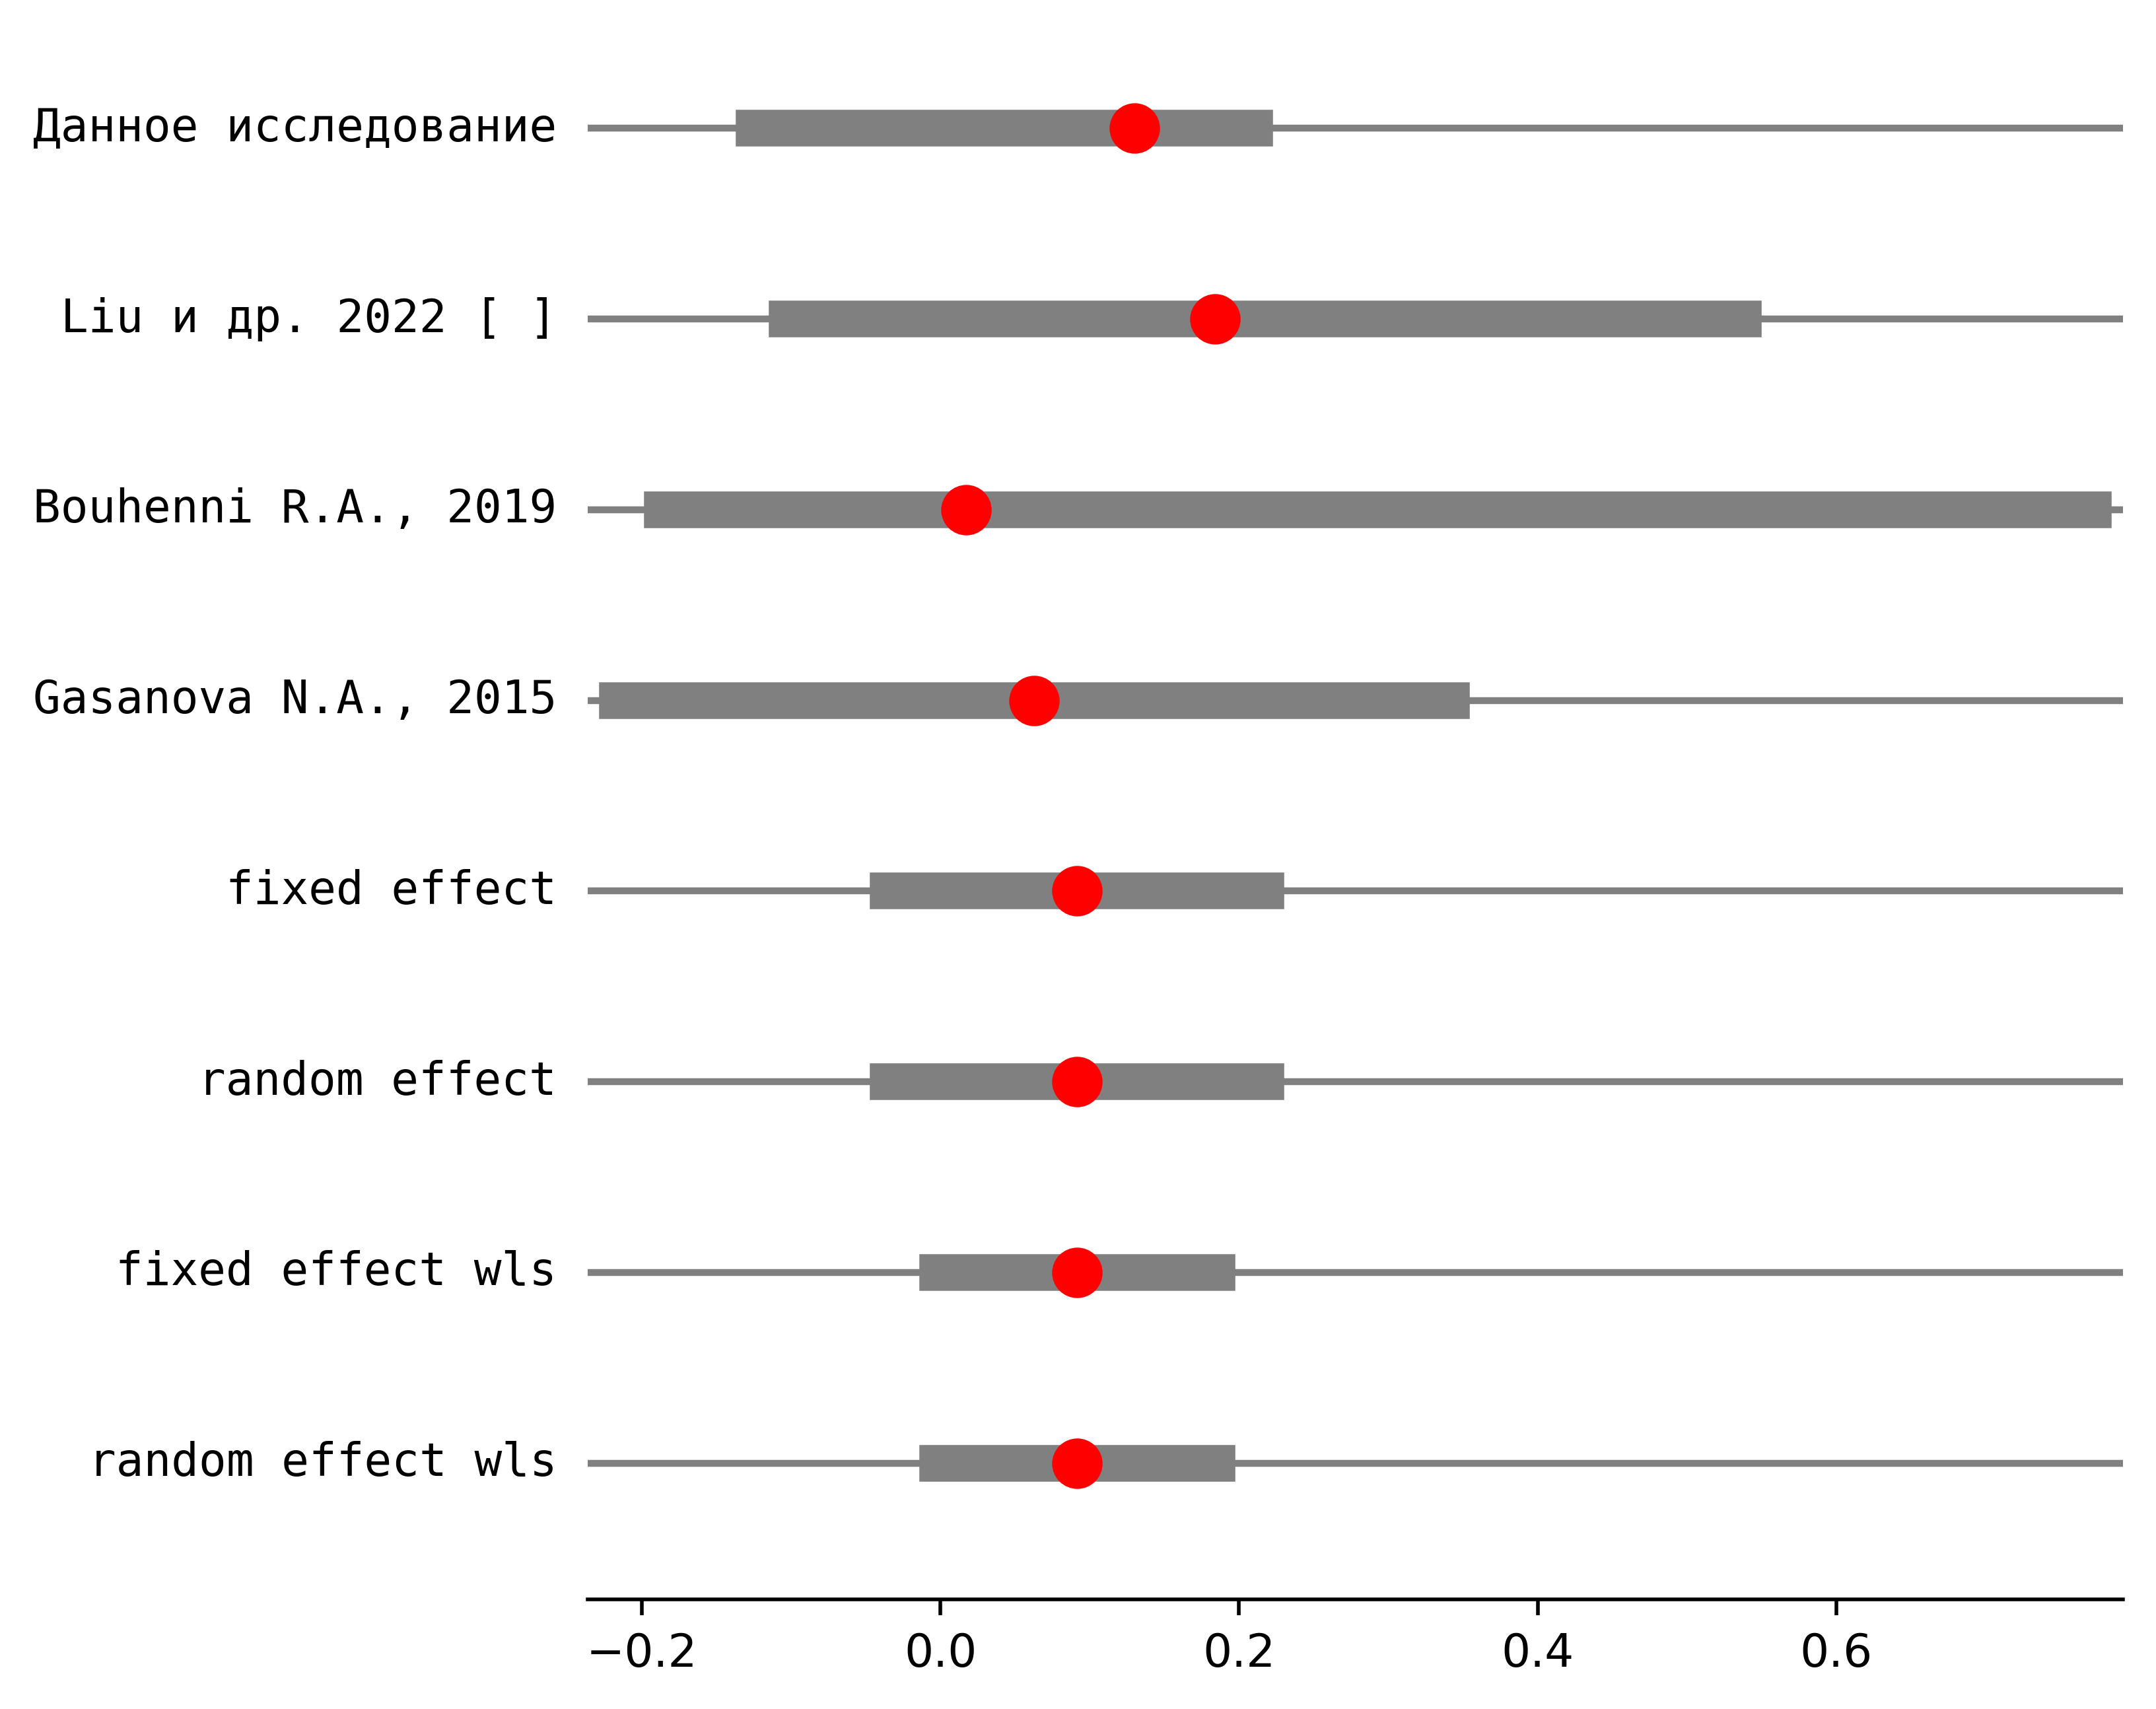 Данное исследование
Liu и др. 2022 [ ]
Bouhenni R.A., 2019
Gasanova N.A., 2015
fixed effect
random effect
fixed effect wls
random effect wls
−0.2 0.0 0.2 0.4 0.6